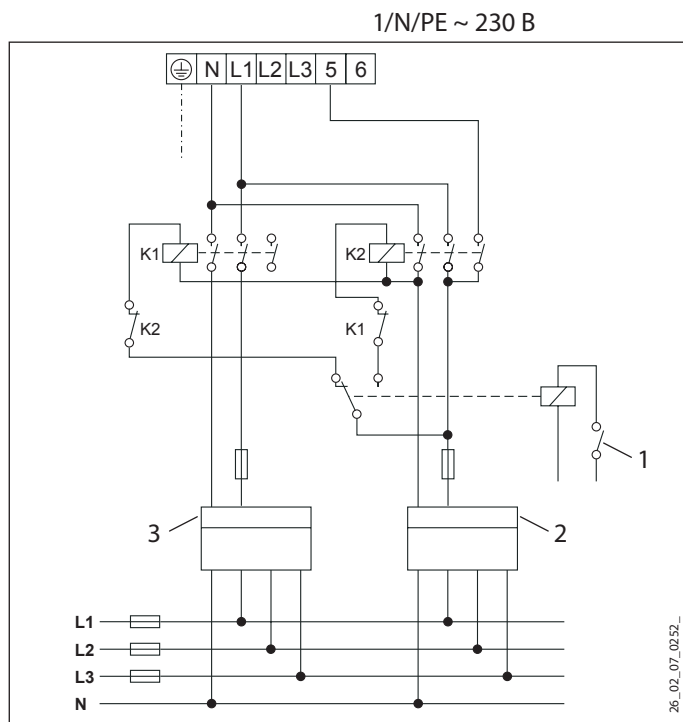 1/N/PE ~ 230 В
N L1 L2 L3 5 6
K1 K2
K2 K1
1
3 2
L1
L2
L3
N
26_02_07_0252_